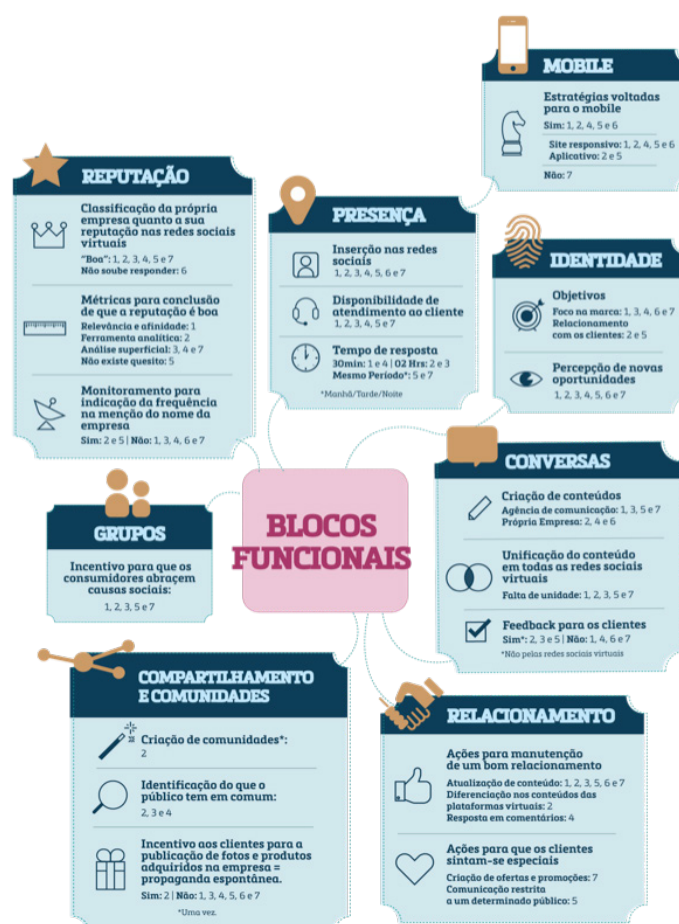 MOBILE
Estratégias voltadas
para o mobile
Sim: 1, 2, 4, 5 e 6
Site responsivo: 1, 2, 4, 5 e 6
Aplicativo: 2 e 5
Não: 7
REPUTAÇÃO
Classificação da própria
empresa quanto a sua
reputação nas redes sociais
virtuais
"Boa": 1, 2, 3, 4, 5 e 7
Não soube responder: 6
Métricas para conclusão
de que a reputação é boa
Relevância e afinidade: 1
Ferramenta analítica: 2
Análise superficial: 3, 4 e 7
Não existe quesito: 5
Monitoramento para
indicação da frequência
na menção do nome da
empresa
Sim: 2 e 5 | Não: 1, 3, 4, 6 e 7
PRESENÇA
Inserção nas redes
sociais
1, 2, 3, 4, 5, 6 e 7
Disponibilidade de
atendimento ao cliente
1, 2, 3, 4, 5 e 7
Tempo de resposta
30min: 1 e 4 | 02 Hrs: 2 e 3
Mesmo Período*: 5 e 7
*Manhã/Tarde/Noite
IDENTIDADE
Objetivos
Foco na marca: 1, 3, 4, 6 e 7
Relacionamento
com os clientes: 2 e 5
Percepção de novas
oportunidades
1, 2, 3, 4, 5, 6 e 7
CONVERSAS
Criação de conteúdos
Agência de comunicação: 1, 3, 5 e 7
Própria Empresa: 2, 4 e 6
Unificação do conteúdo
em todas as redes sociais
virtuais
Falta de unidade: 1, 2, 3, 5 e 7
Feedback para os clientes
Sim*: 2, 3 e 5 | Não: 1, 4, 6 e 7
*Não pelas redes sociais virtuais
GRUPOS
Incentivo para que os
consumidores abraçem
causas sociais:
1, 2, 3, 5 e 7
BLOCOS
FUNCIONAIS
COMPARTILHAMENTO
E COMUNIDADES
Criação de comunidades*:
2
Identificação do que o
público tem em comum:
2, 3 e 4
Incentivo aos clientes para a
publicação de fotos e produtos
adquiridos na empresa =
propaganda espontânea.
Sim: 2 | Não: 1, 3, 4, 5, 6 e 7
*Uma vez.
RELACIONAMENTO
Ações para manutenção
de um bom relacionamento
Atualização de conteúdo: 1, 2, 3, 5, 6 e 7
Diferenciação nos conteúdos das
plataformas virtuais: 2
Resposta em comentários: 4
Ações para que os clientes
sintam-se especiais
Criação de ofertas e promoções: 7
Comunicação restrita
a um determinado público: 5